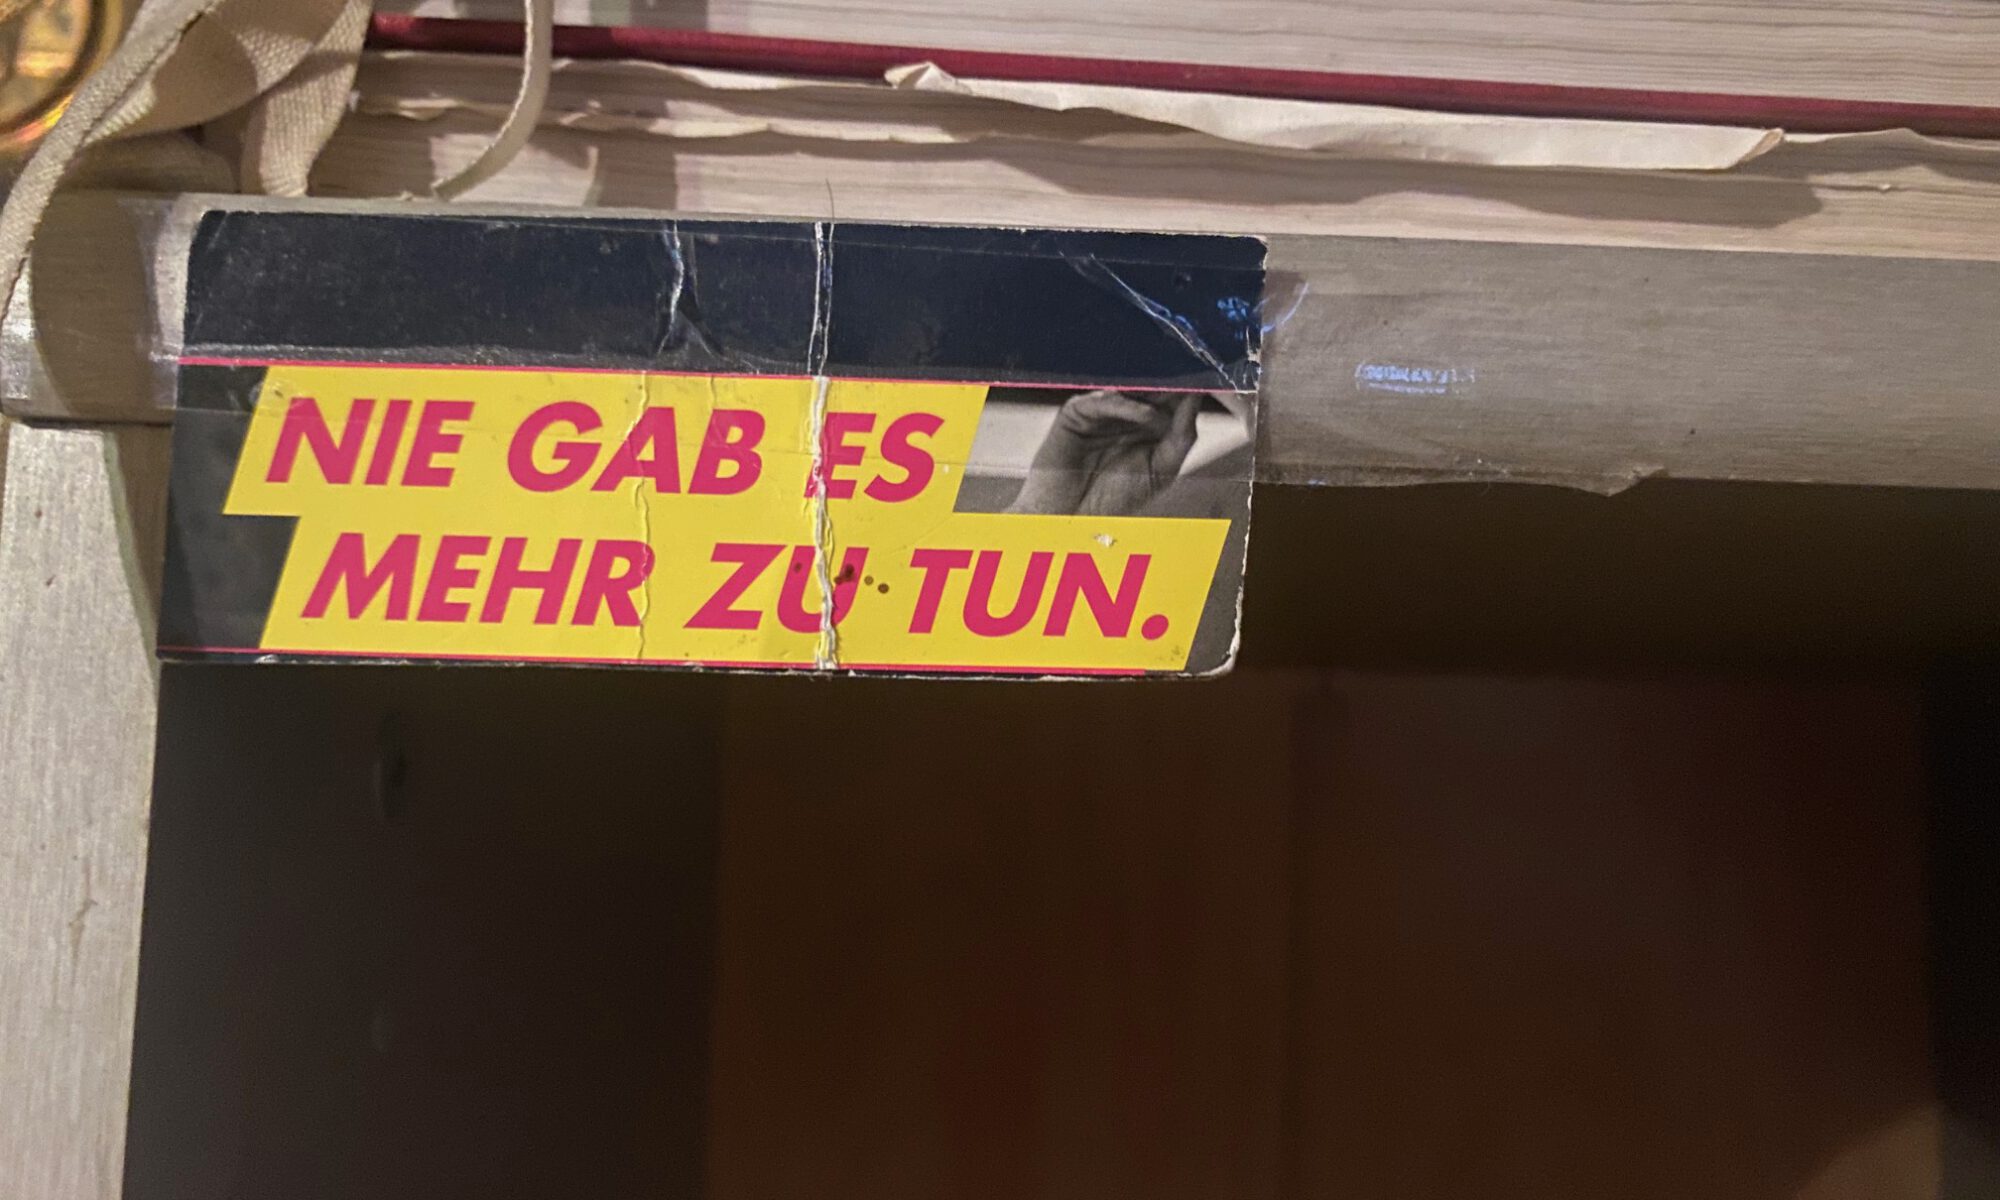 NIE GAB ES
MEHR ZU TUN.